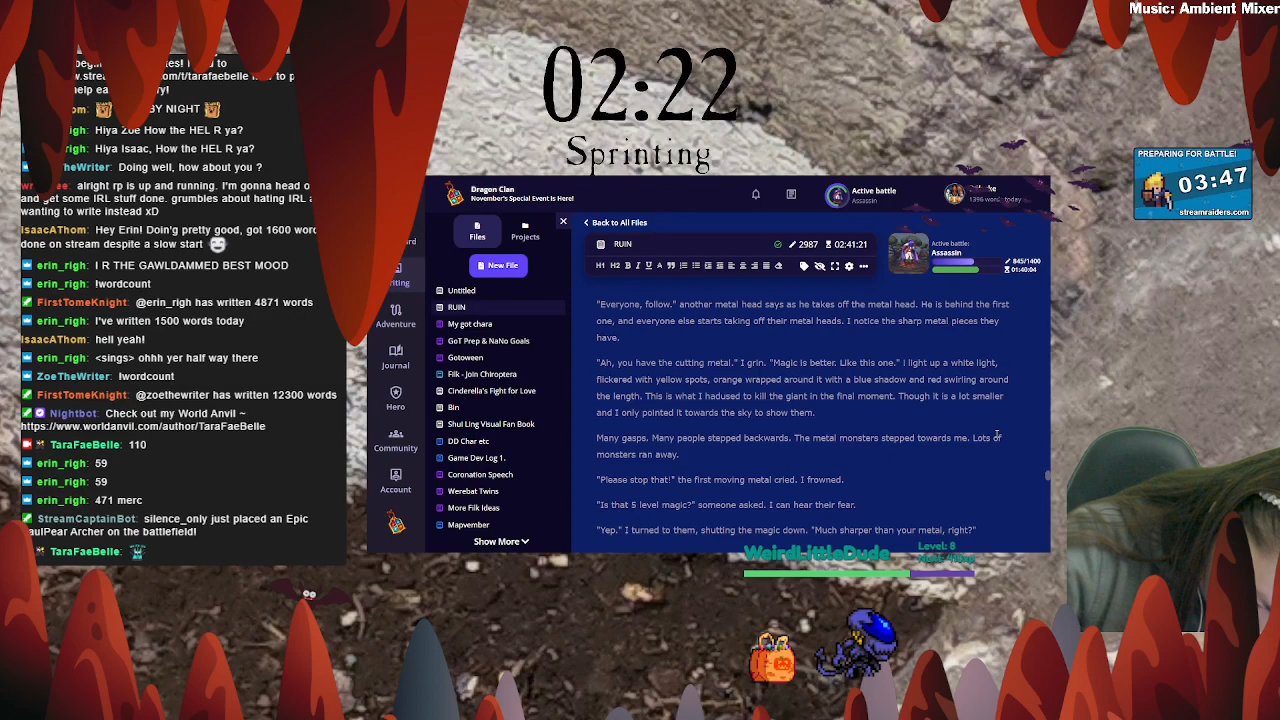 Music: Ambient Mixer
02:22
Sprinting
PREPARING FOR BATTLE!
03:47
streamraiders.com
help ea
BY NIGHT
Hiya Zoe How the HEL R ya?
Hiya Isaac, How the HEL R ya?
Doing well, how about you ?
alright rp is up and running. I'm gonna head o
and get some IRL stuff done. grumbles about hating IRL a
wanting to write instead xD
IsaacAThom: Hey Erin! Doin'g pretty good, got 1600 word
done on stream despite a slow start
erin_righ: I R THE GAWLDAMMED BEST MOOD
erin_righ: !wordcount
FirstTomeKnight: @erin_righ has written 4871 words
erin_righ: I've written 1500 words today
IsaacAThom: hell yeah!
erin_righ: <sings> ohhh yer half way there
ZoeTheWriter: !wordcount
FirstTomeKnight: @zoethewriter has written 12300 words
Nightbot: Check out my World Anvil ~
https://www.worldanvil.com/author/TaraFaeBelle
TaraFaeBelle: 110
erin_righ: 59
erin_righ: 59
erin_righ: 471 merc
StreamCaptainBot: silence_only just placed an Epic
aulPear Archer on the battlefield!
TaraFaeBelle:
Dragon Clan
November's Special Event Is Here!
Active battle
Assassin
Files
Projects
New File
Adventure
Journal
Hero
Community
Account
Untitled
RUIN
My got chara
GoT Prep & NaNo Goals
Gotoween
Filk - Join Chiroptera
Cinderella's Fight for Love
Bin
Shul Ling Visual Fan Book
DD Char etc
Game Dev Log 1.
Coronation Speech
Werebat Twins
More Filk Ideas
Mapvember
Show More
Back to All Files
RUIN
2987
02:41:21
H1 H2 B I U A
Active battle:
Assassin
845/1400
01:40:04
"Everyone, follow." another metal head says as he takes off the metal head. He is behind the first
one, and everyone else starts taking off their metal heads. I notice the sharp metal pieces they
have.
"Ah, you have the cutting metal." I grin. "Magic is better. Like this one." I light up a white light,
flickered with yellow spots, orange wrapped around it with a blue shadow and red swirling around
the length. This is what I hadused to kill the giant in the final moment. Though it is a lot smaller
and I only pointed it towards the sky to show them.
Many gasps. Many people stepped backwards. The metal monsters stepped towards me. Lots of
monsters ran away.
"Please stop that!" the first moving metal cried. I frowned.
"Is that 5 level magic?" someone asked. I can hear their fear.
"Yep." I turned to them, shutting the magic down. "Much sharper than your metal, right?"
WeirdLittleDude
Level: 8